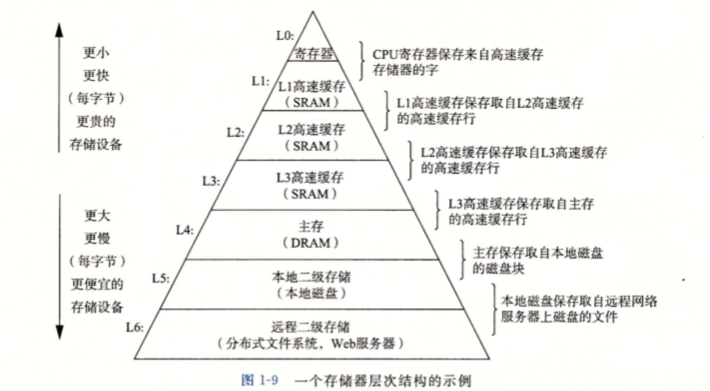 更小
更快
（每字节）
更贵的
存储设备
更大
更慢
（每字节）
更便宜的
存储设备
L0:
寄存器
L1:
L1高速缓存
（SRAM）
L2:
L2高速缓存
（SRAM）
L3:
L3高速缓存
（SRAM）
L4:
主存
（DRAM）
L5:
本地二级存储
（本地磁盘）
L6:
远程二级存储
（分布式文件系统，Web服务器）
CPU寄存器保存来自高速缓存
存储器的字
L1高速缓存保存取自L2高速缓存
的高速缓存行
L2高速缓存保存取自L3高速缓存
的高速缓存行
L3高速缓存保存取自主存
的高速缓存行
主存保存取自本地磁盘
的磁盘块
本地磁盘保存取自远程网络
服务器上磁盘的文件
图 1-9 一个存储器层次结构的示例